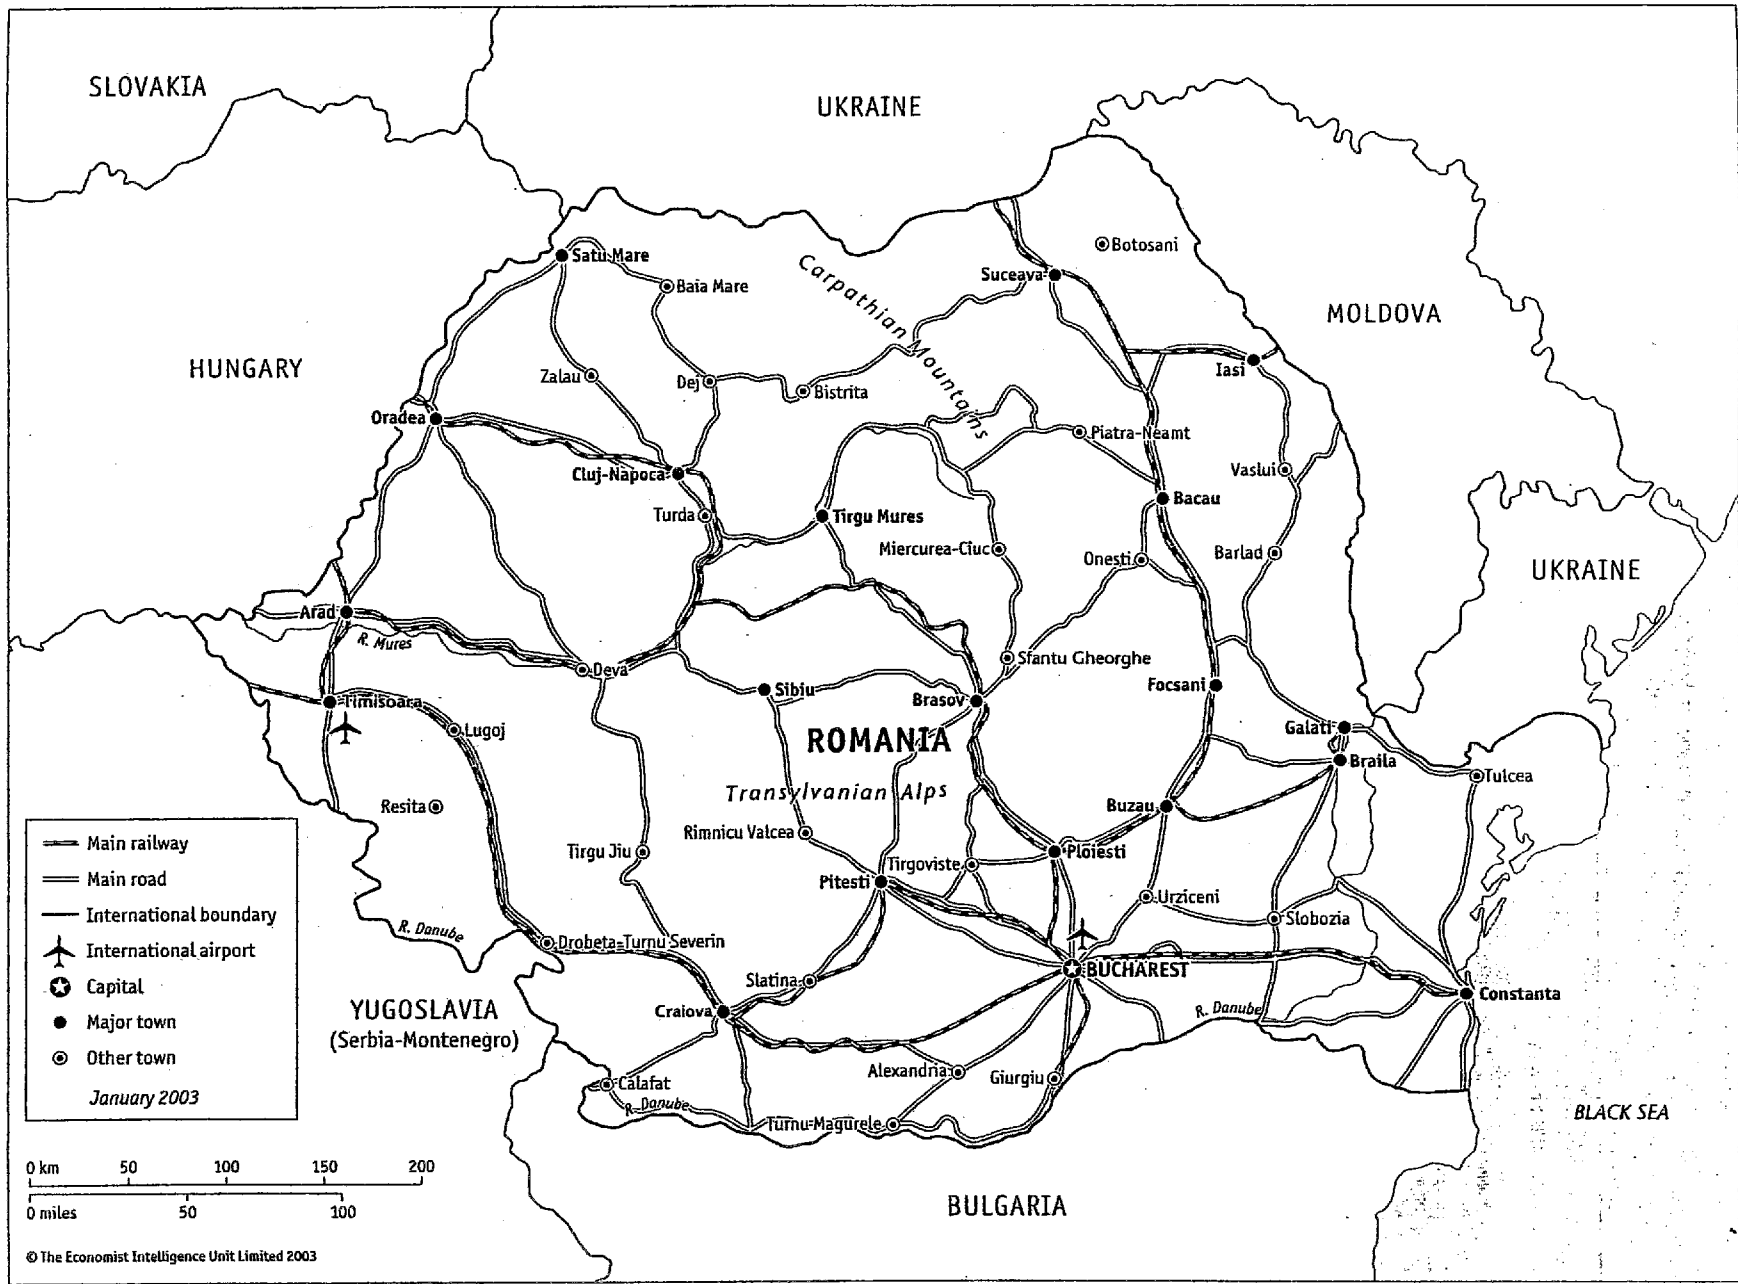 SLOVAKIA
UKRAINE
Botosani
Satu Mare
Suceava
Baia Mare
Carpathian Mountains
MOLDOVA
HUNGARY
Iasi
Zalau
Dej
Bistrita
Oradea
Piatra-Neamt
Cluj-Napoca
Vaslui
Bacau
Turda
Tirgu Mures
Miercurea-Ciuc
Onesti
Barlad
UKRAINE
Arad
R. Mures
Deva
Sfantu Gheorghe
Sibiu
Brasov
Focsani
Timisoara
Lugoj
ROMANIA
Galati
Braila
Tulcea
Transylvanian Alps
Resita
Buzau
Rimnicu Valcea
Tirgu Jiu
Tirgoviste
Ploiesti
Pitesti
Urziceni
Slobozia
R. Danube
Drobeta-Turnu Severin
BUCHAREST
Slatina
Constanta
YUGOSLAVIA
(Serbia-Montenegro)
Craiova
R. Danube
Alexandria
Giurgiu
Calafat
R. Danube
Turnu-Magurele
BLACK SEA
BULGARIA
Main railway
Main road
International boundary
International airport
Capital
Major town
Other town
January 2003
0 km 50 100 150 200
0 miles 50 100
© The Economist Intelligence Unit Limited 2003